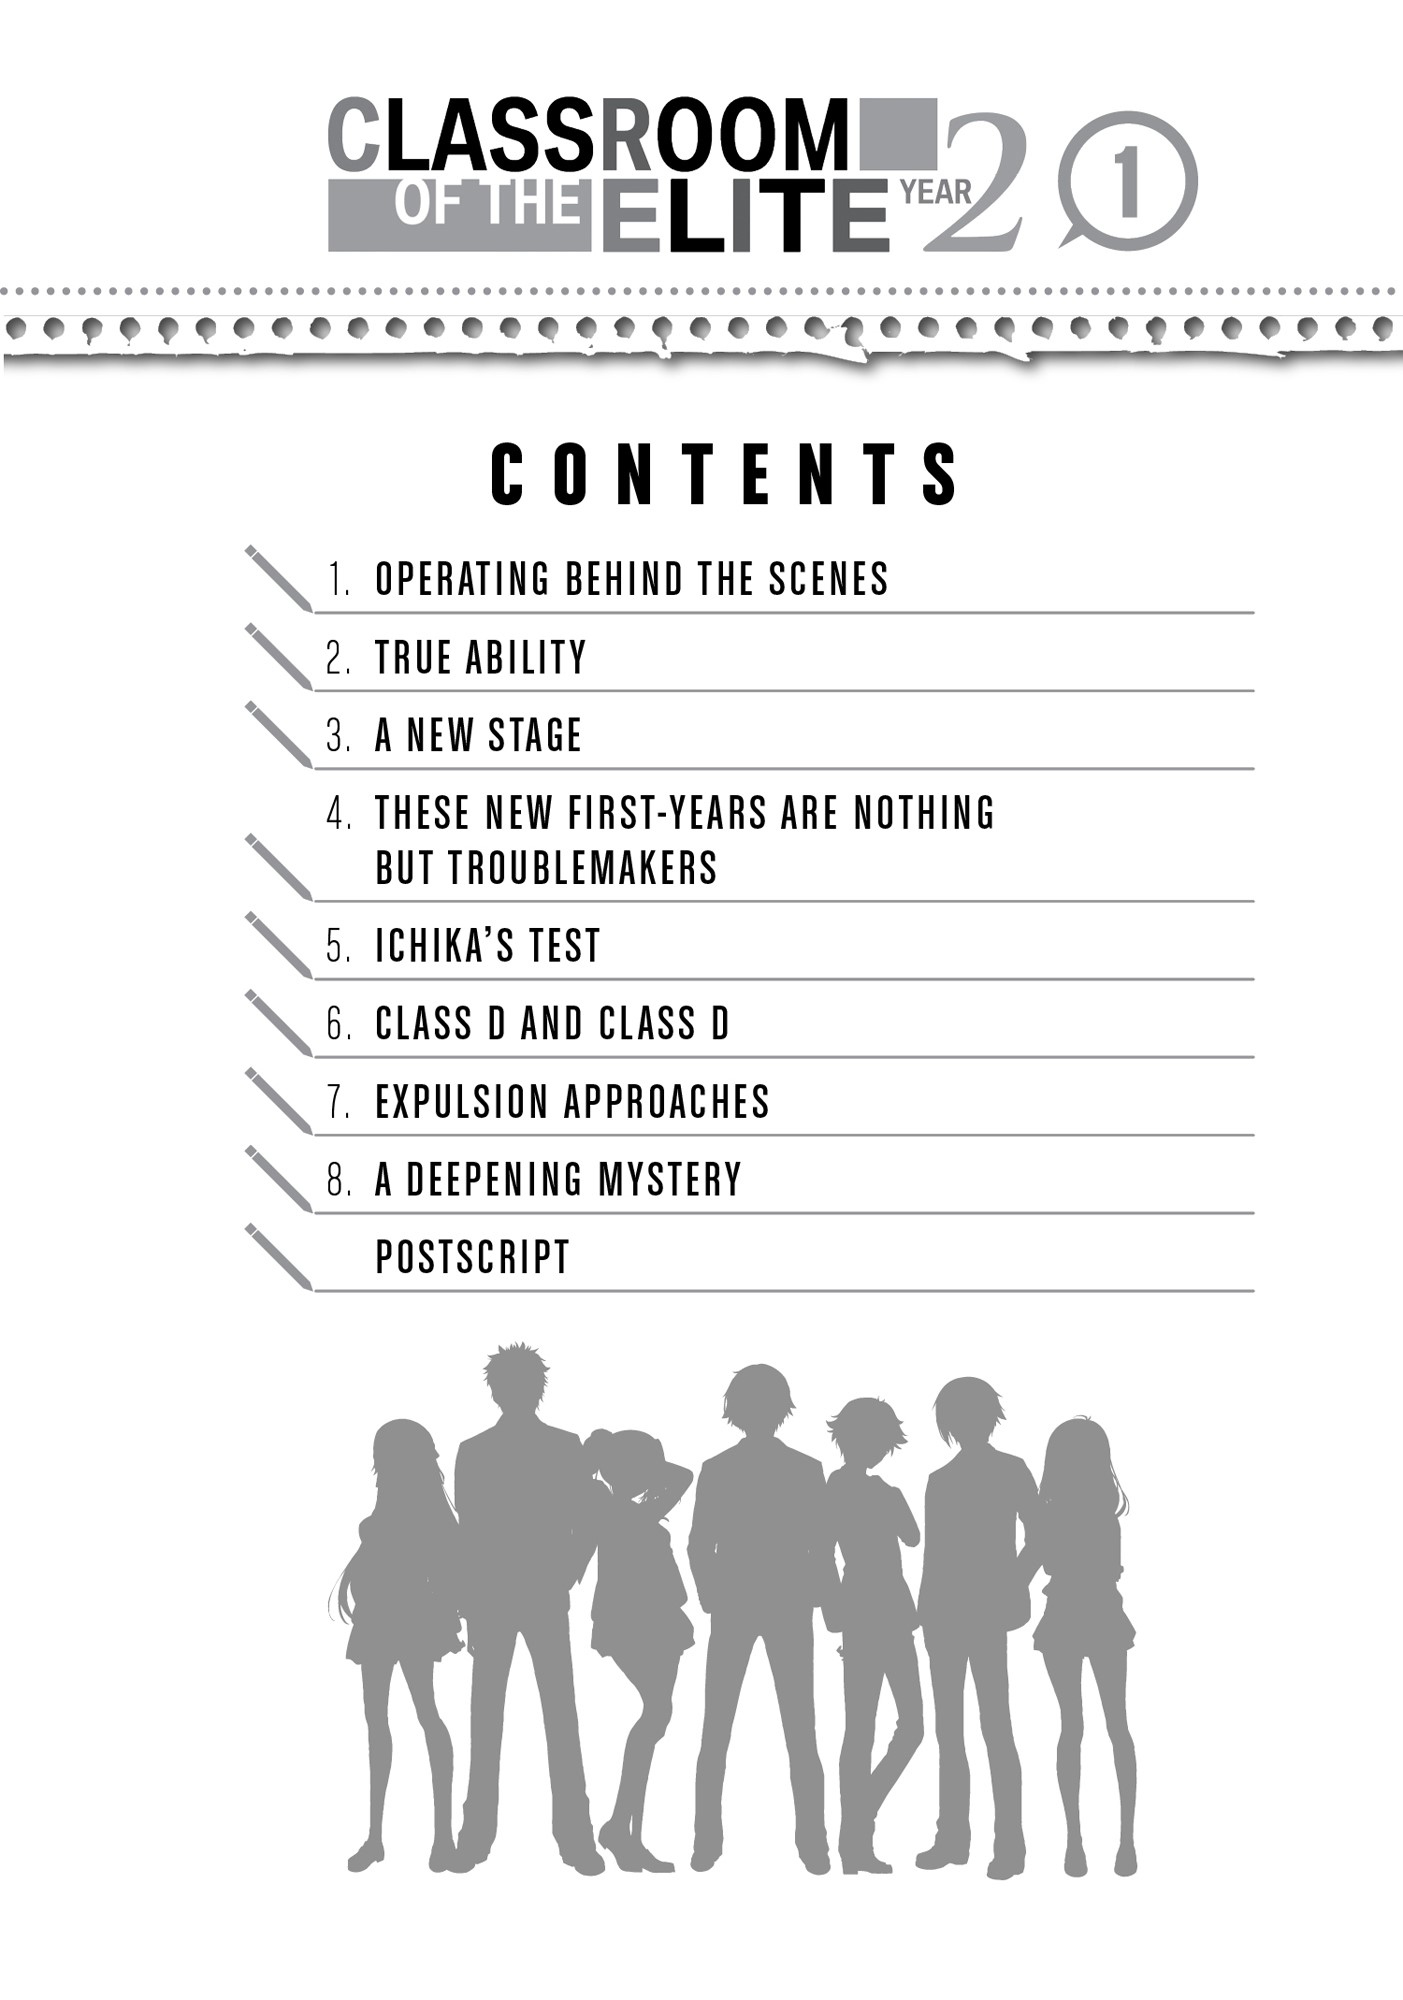 CLASSROOM
OF THE ELITE YEAR 2 1
CONTENTS
1. OPERATING BEHIND THE SCENES
2. TRUE ABILITY
3. A NEW STAGE
4. THESE NEW FIRST-YEARS ARE NOTHING
BUT TROUBLEMAKERS
5. ICHIKA’S TEST
6. CLASS D AND CLASS D
7. EXPULSION APPROACHES
8. A DEEPENING MYSTERY
POSTSCRIPT